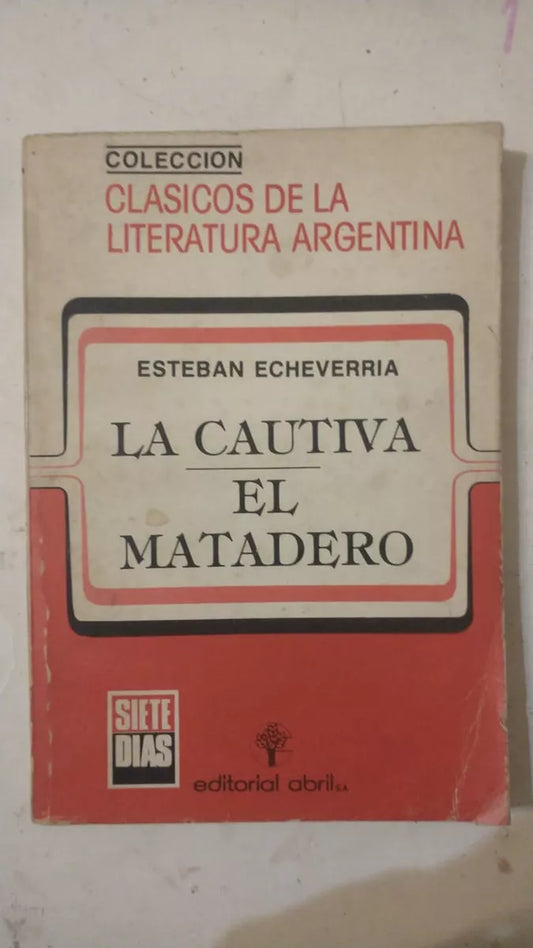 COLECCION
CLASICOS DE LA
LITERATURA ARGENTINA
ESTEBAN ECHEVERRIA
LA CAUTIVA
EL
MATADERO
SIETE
DIAS
editorial abril S.A.